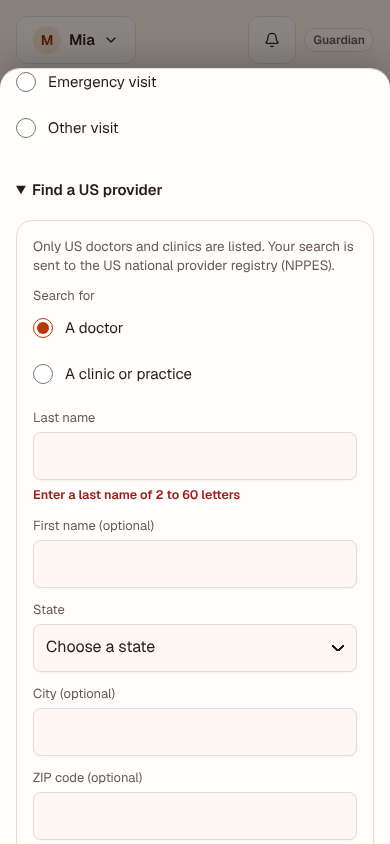 M Mia
Guardian
Emergency visit
Other visit
Find a US provider
Only US doctors and clinics are listed. Your search is
sent to the US national provider registry (NPPES).
Search for
A doctor
A clinic or practice
Last name
Enter a last name of 2 to 60 letters
First name (optional)
State
Choose a state
City (optional)
ZIP code (optional)